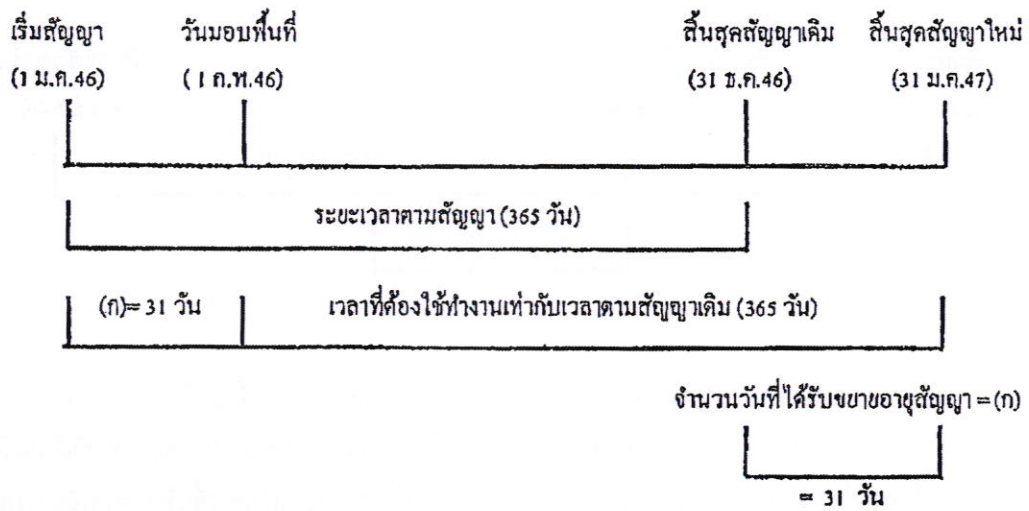 เริ่มสัญญา วันมอบพื้นที่ สิ้นสุดสัญญาเดิม สิ้นสุดสัญญาใหม่
(1 ม.ค.46) ( 1 ก.พ.46) (31 ธ.ค.46) (31 ม.ค.47)
ระยะเวลาตามสัญญา (365 วัน)
(ก)= 31 วัน เวลาที่ต้องใช้ทำงานเท่ากับเวลาตามสัญญาเดิม (365 วัน)
จำนวนวันที่ได้รับขยายอายุสัญญา = (ก)
= 31 วัน